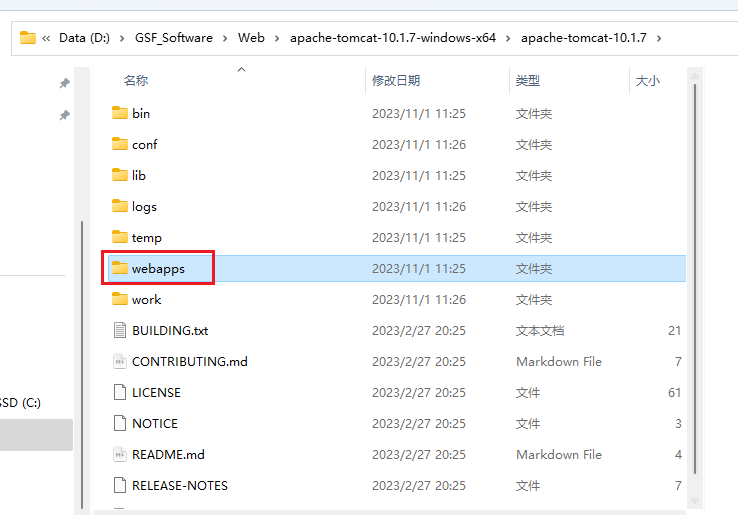 « Data (D:) > GSF_Software > Web > apache-tomcat-10.1.7-windows-x64 > apache-tomcat-10.1.7 >
名称 修改日期 类型 大小
bin 2023/11/1 11:25 文件夹
conf 2023/11/1 11:26 文件夹
lib 2023/11/1 11:25 文件夹
logs 2023/11/1 11:26 文件夹
temp 2023/11/1 11:25 文件夹
webapps 2023/11/1 11:25 文件夹
work 2023/11/1 11:26 文件夹
BUILDING.txt 2023/2/27 20:25 文本文档 21
CONTRIBUTING.md 2023/2/27 20:25 Markdown File 7
SSD (C:)
LICENSE 2023/2/27 20:25 文件 61
NOTICE 2023/2/27 20:25 文件 3
README.md 2023/2/27 20:25 Markdown File 4
RELEASE-NOTES 2023/2/27 20:25 文件 7